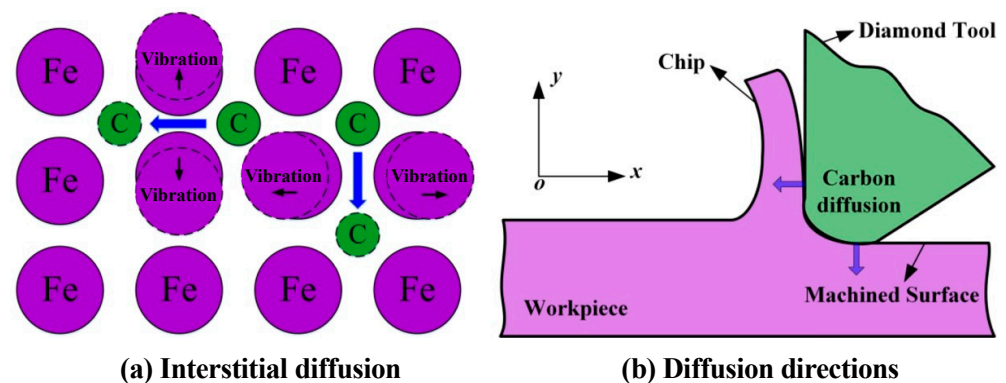 Fe
Vibration
Fe
Fe
C
C
C
Fe
Vibration
Vibration
Vibration
C
Fe
Fe
Fe
Fe
(a) Interstitial diffusion
Diamond Tool
Chip
y
o
x
Carbon
diffusion
Workpiece
Machined Surface
(b) Diffusion directions